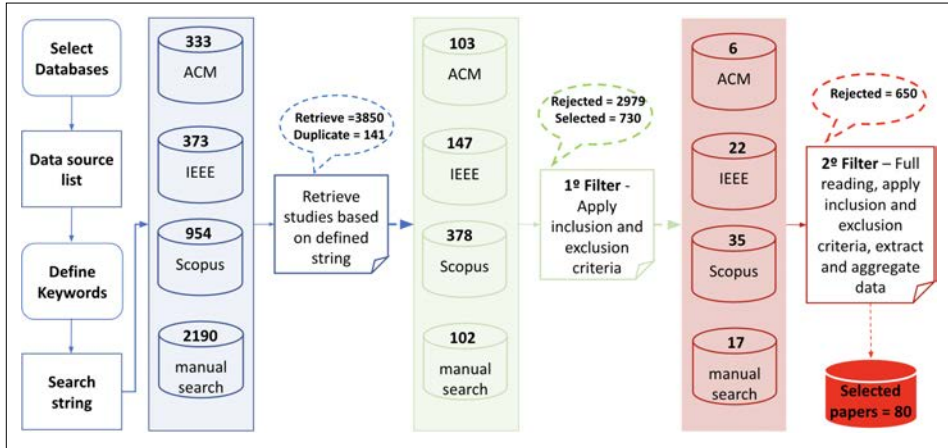 Select
Databases
Data source
list
Define
Keywords
Search
string
333
ACM
373
IEEE
954
Scopus
2190
manual
search
Retrieve =3850
Duplicate = 141
Retrieve
studies based
on defined
string
103
ACM
147
IEEE
378
Scopus
102
manual
search
Rejected = 2979
Selected = 730
1º Filter -
Apply
inclusion and
exclusion
criteria
6
ACM
22
IEEE
35
Scopus
17
manual
search
Rejected = 650
2º Filter – Full
reading, apply
inclusion and
exclusion
criteria, extract
and aggregate
data
Selected
papers = 80